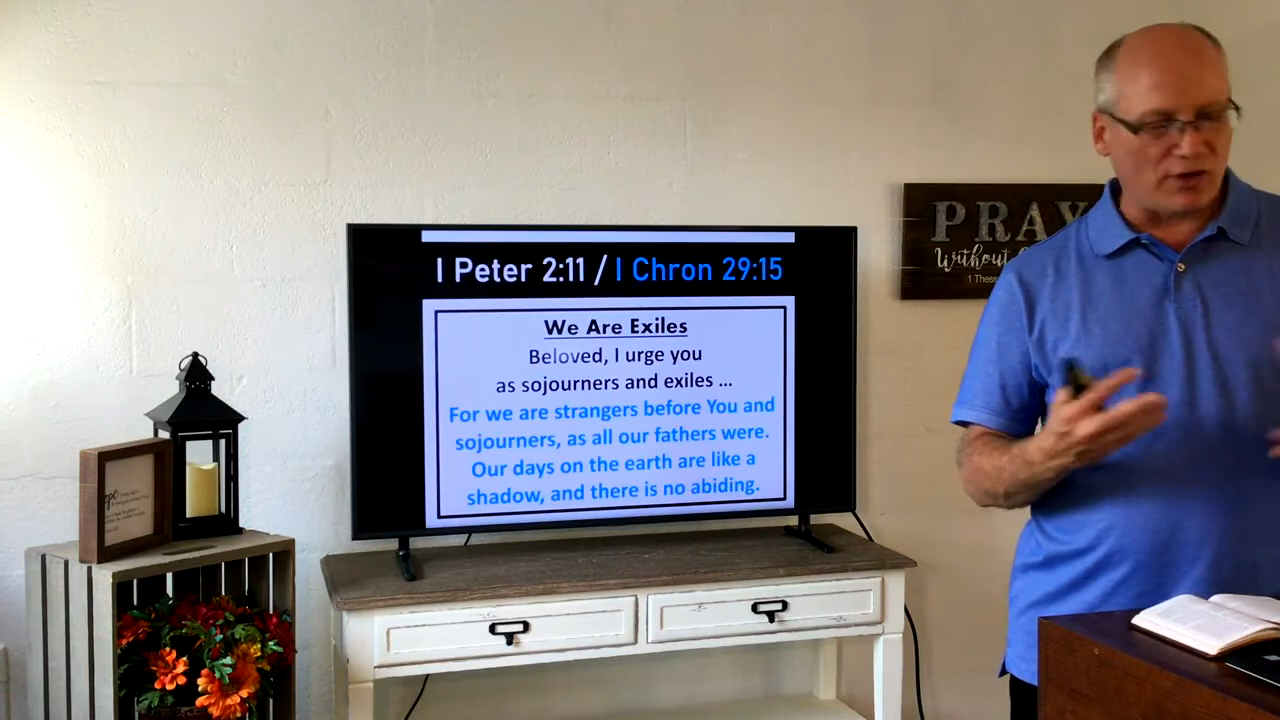 I Peter 2:11 / I Chron 29:15
We Are Exiles
Beloved, I urge you
as sojourners and exiles ...
For we are strangers before You and
sojourners, as all our fathers were.
Our days on the earth are like a
shadow, and there is no abiding.
PRAY
Without
1 Thess